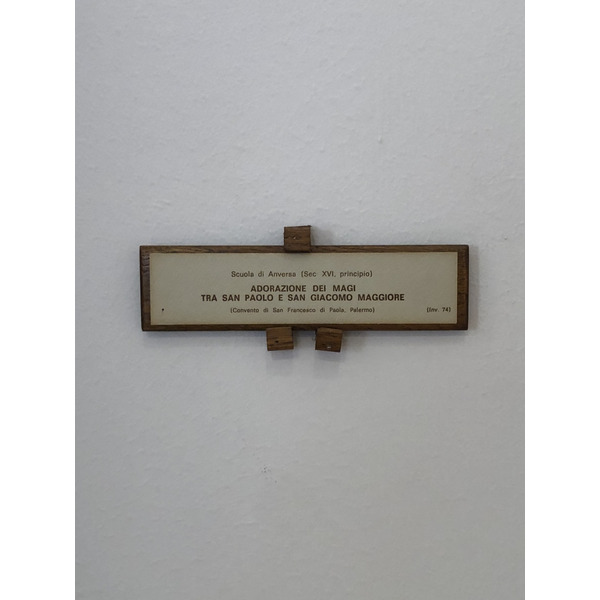 Scuola di Anversa (Sec XVI, principio)
ADORAZIONE DEI MAGI
TRA SAN PAOLO E SAN GIACOMO MAGGIORE
(Convento di San Francesco di Paola, Palermo) (Inv 74)